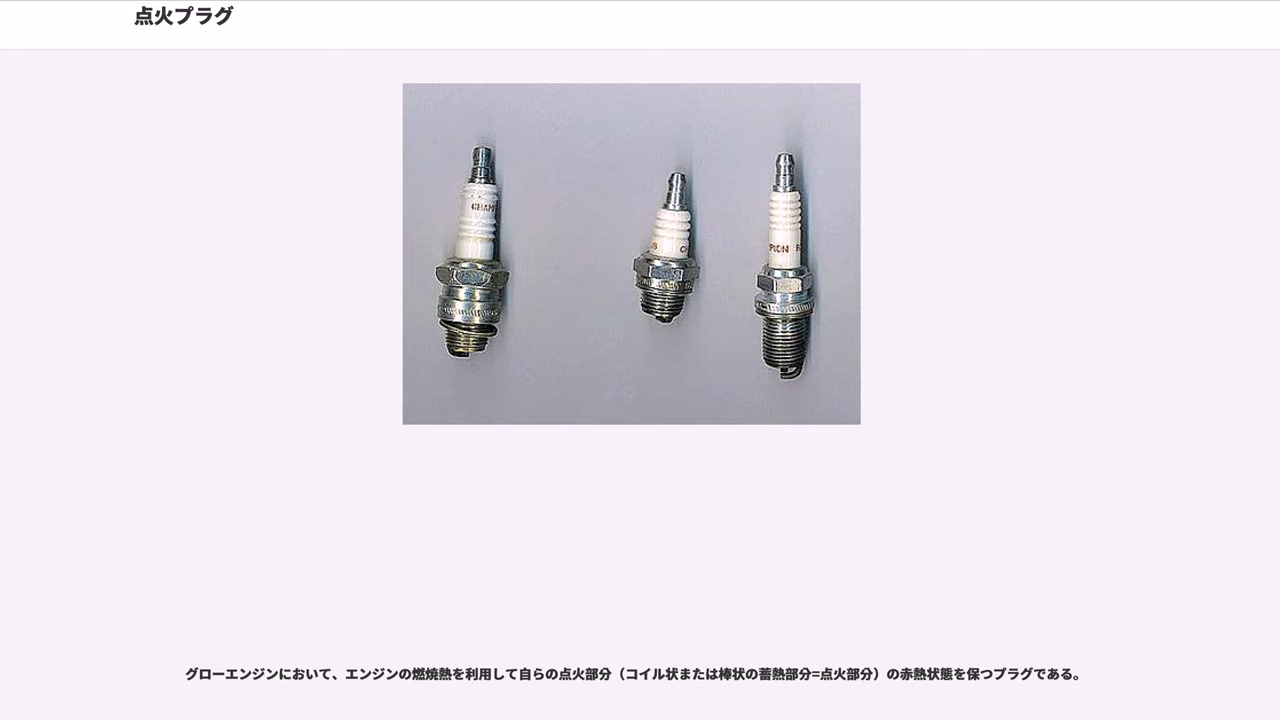 点火プラグ
グローエンジンにおいて、エンジンの燃焼熱を利用して自らの点火部分（コイル状または棒状の蓄熱部分=点火部分）の赤熱状態を保つプラグである。